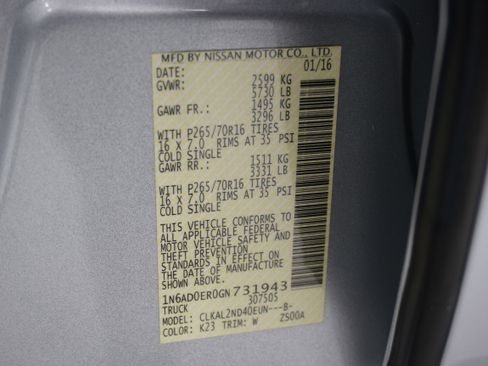 MFD BY NISSAN MOTOR CO., LTD.
DATE: 01/16
GVWR: 2599 KG
5730 LB
GAWR FR.: 1495 KG
3296 LB
WITH P265/70R16 TIRES
16 X 7.0 RIMS AT 35 PSI
COLD SINGLE
GAWR RR.: 1511 KG
3331 LB
WITH P265/70R16 TIRES
16 X 7.0 RIMS AT 35 PSI
COLD SINGLE
THIS VEHICLE CONFORMS TO
ALL APPLICABLE FEDERAL
MOTOR VEHICLE SAFETY AND
THEFT PREVENTION
STANDARDS IN EFFECT ON
THE DATE OF MANUFACTURE
SHOWN ABOVE.
1N6AD0ER0GN731943
TRUCK 307505
MODEL: CLKAL2ND40EUN---B-
COLOR: K23 TRIM: W ZS00A